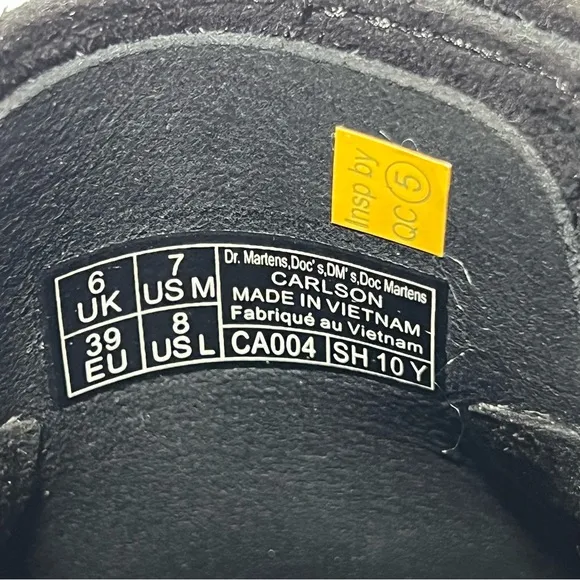 Insp by
QC 5
6 UK
7 US M
39 EU
8 US L
Dr. Martens,Doc's,DM's,Doc Martens
CARLSON
MADE IN VIETNAM
Fabriqué au Vietnam
CA004
SH 10 Y